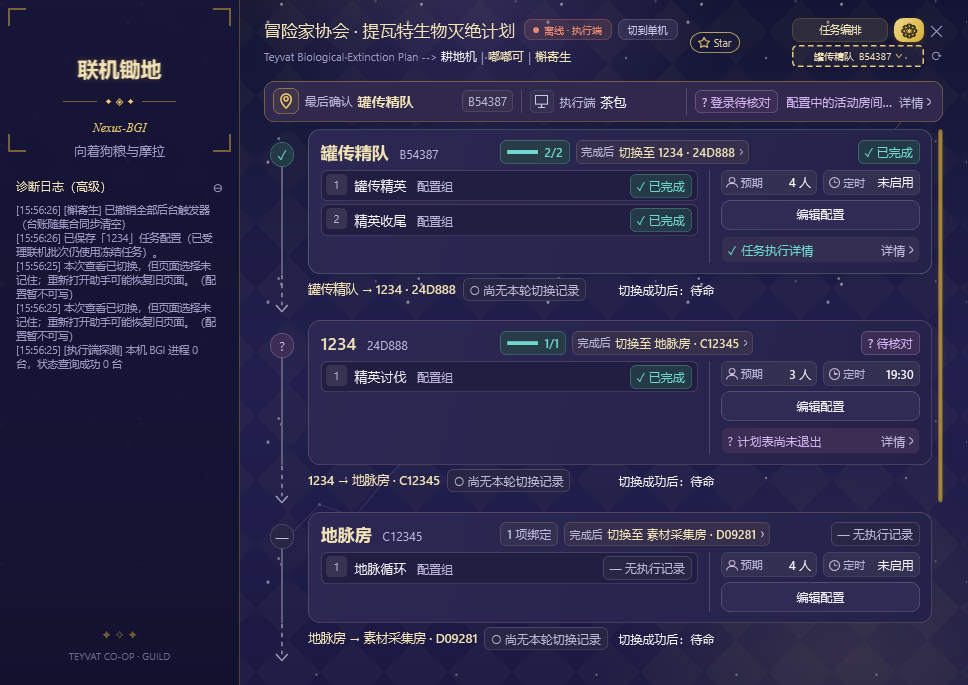 联机锄地
Nexus-BGI
向着狗粮与摩拉
诊断日志（高级）
[15:56:26] [槲寄生] 已撤销全部后台触发器
（台账随集合同步清空）
[15:56:26] 已保存「1234」任务配置（已受
理联机批次仍使用冻结任务）。
[15:56:25] 本次查看已切换，但页面选择未
记住；重新打开助手可能恢复旧页面。（配
置暂不可写）
[15:56:25] 本次查看已切换，但页面选择未
记住；重新打开助手可能恢复旧页面。（配
置暂不可写）
[15:56:25] [执行端探测] 本机 BGI 进程 0
台，状态查询成功 0 台
TEYVAT CO-OP · GUILD
冒险家协会 · 提瓦特生物灭绝计划
离线 · 执行端
切到单机
Star
任务编排
Teyvat Biological-Extinction Plan --> 耕地机 | 嘟嘟可 | 槲寄生
罐传精队 B54387
最后确认 罐传精队 B54387 执行端 茶包 ? 登录待核对 配置中的活动房间... 详情 >
罐传精队 B54387 2/2 完成后 切换至 1234 · 24D888 > ✓ 已完成
1 罐传精英 配置组 ✓ 已完成
预期 4 人 定时 未启用
2 精英收尾 配置组 ✓ 已完成
编辑配置
✓ 任务执行详情 详情 >
罐传精队 → 1234 · 24D888 尚无本轮切换记录 切换成功后：待命
? 1234 24D888 1/1 完成后 切换至 地脉房 · C12345 > ? 待核对
1 精英讨伐 配置组 ✓ 已完成
预期 3 人 定时 19:30
编辑配置
? 计划表尚未退出 详情 >
1234 → 地脉房 · C12345 尚无本轮切换记录 切换成功后：待命
— 地脉房 C12345 1 项绑定 完成后 切换至 素材采集房 · D09281 > — 无执行记录
1 地脉循环 配置组 — 无执行记录
预期 4 人 定时 未启用
编辑配置
地脉房 → 素材采集房 · D09281 尚无本轮切换记录 切换成功后：待命